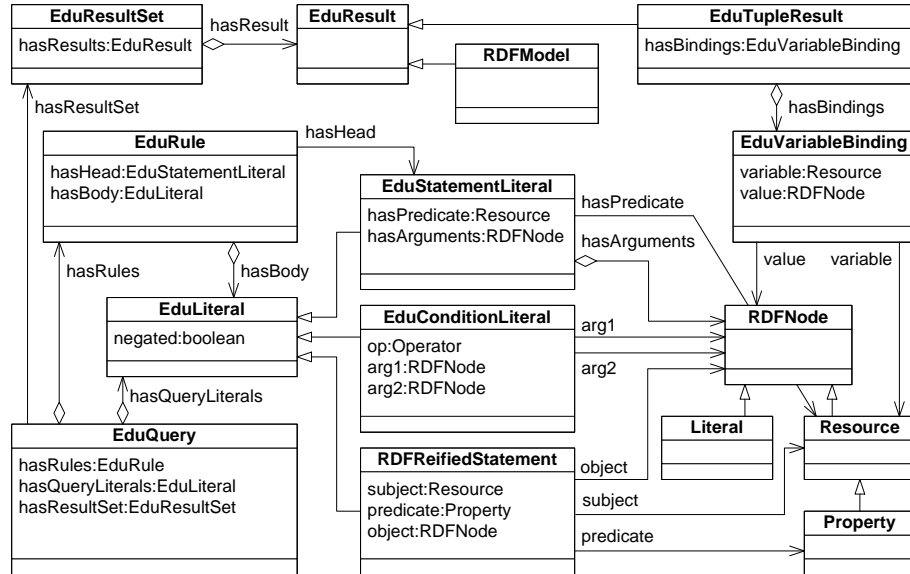 EduResultSet
hasResults:EduResult
hasResult
EduResult
EduTupleResult
hasBindings:EduVariableBinding
RDFModel
hasResultSet
hasBindings
EduRule
hasHead:EduStatementLiteral
hasBody:EduLiteral
hasHead
EduVariableBinding
variable:Resource
value:RDFNode
EduStatementLiteral
hasPredicate:Resource
hasArguments:RDFNode
hasPredicate
hasArguments
hasRules
hasBody
value
variable
EduLiteral
negated:boolean
EduConditionLiteral
op:Operator
arg1:RDFNode
arg2:RDFNode
arg1
arg2
RDFNode
hasQueryLiterals
EduQuery
hasRules:EduRule
hasQueryLiterals:EduLiteral
hasResultSet:EduResultSet
RDFReifiedStatement
subject:Resource
predicate:Property
object:RDFNode
object
subject
predicate
Literal
Resource
Property